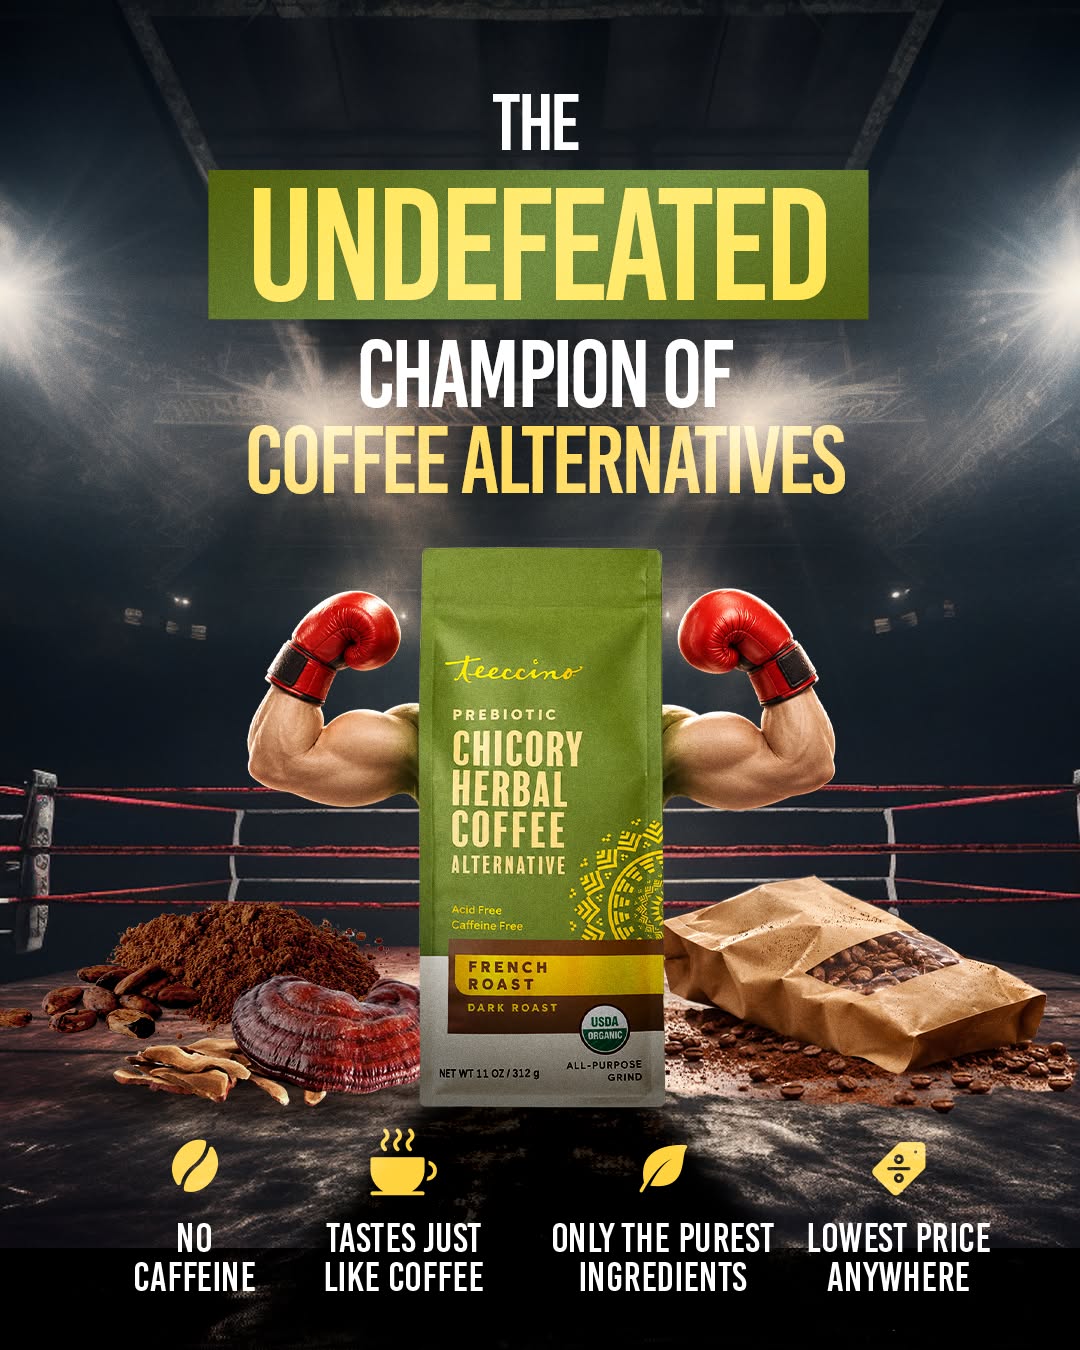 THE
UNDEFEATED
CHAMPION OF
COFFEE ALTERNATIVES
teeccino
PREBIOTIC
CHICORY
HERBAL
COFFEE
ALTERNATIVE
Acid Free
Caffeine Free
FRENCH
ROAST
DARK ROAST
USDA
ORGANIC
NET WT 11 OZ / 312 g
ALL-PURPOSE
GRIND
NO
CAFFEINE
TASTES JUST
LIKE COFFEE
ONLY THE PUREST
INGREDIENTS
LOWEST PRICE
ANYWHERE